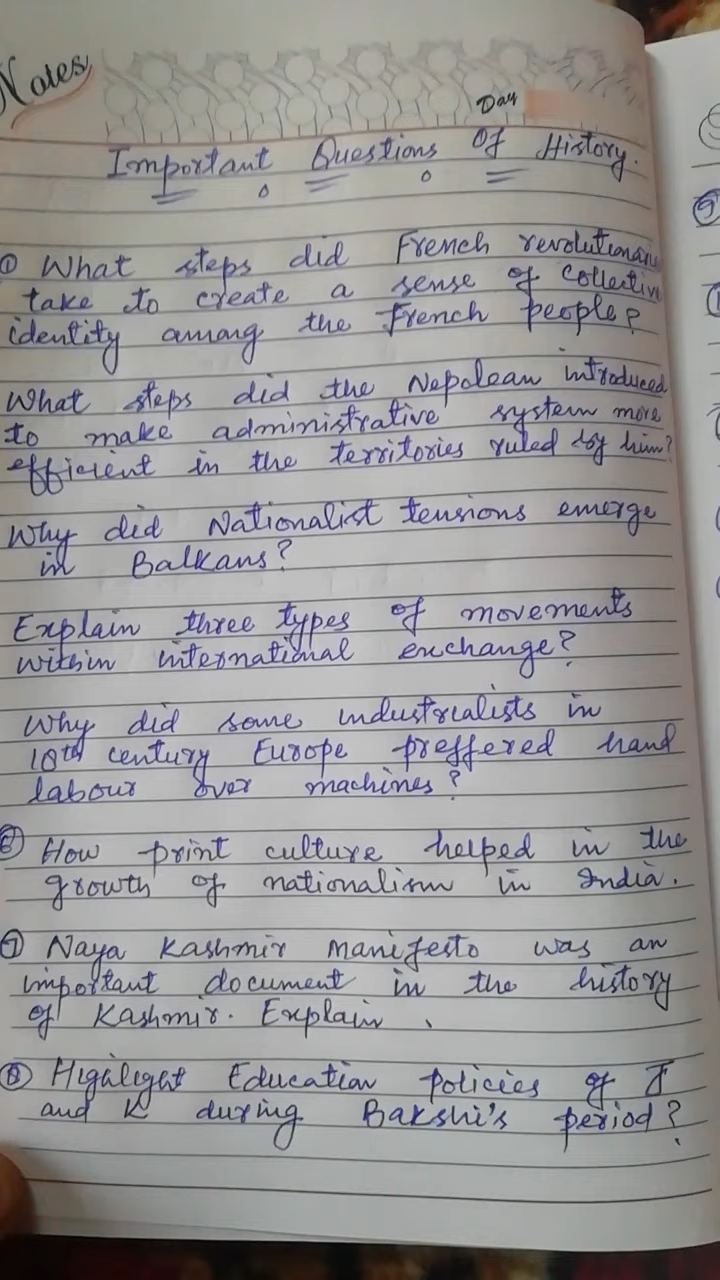 Notes
Day
Important Questions Of History.
① What steps did French revolutionaries
take to create a sense of collective
identity among the French people?
What steps did the Nepolean introduced
to make administrative system more
efficient in the territories ruled by him?
Why did Nationalist tensions emerge
in Balkans?
Explain three types of movements
within international exchange?
Why did some industrialists in
18th century Europe preffered hand
labour over machines?
⑥ How print culture helped in the
growth of nationalism in India.
⑦ Naya Kashmir manifesto was an
important document in the history
of Kashmir. Explain.
⑧ Higaliget Education policies of J
and K during Bakshi's period?